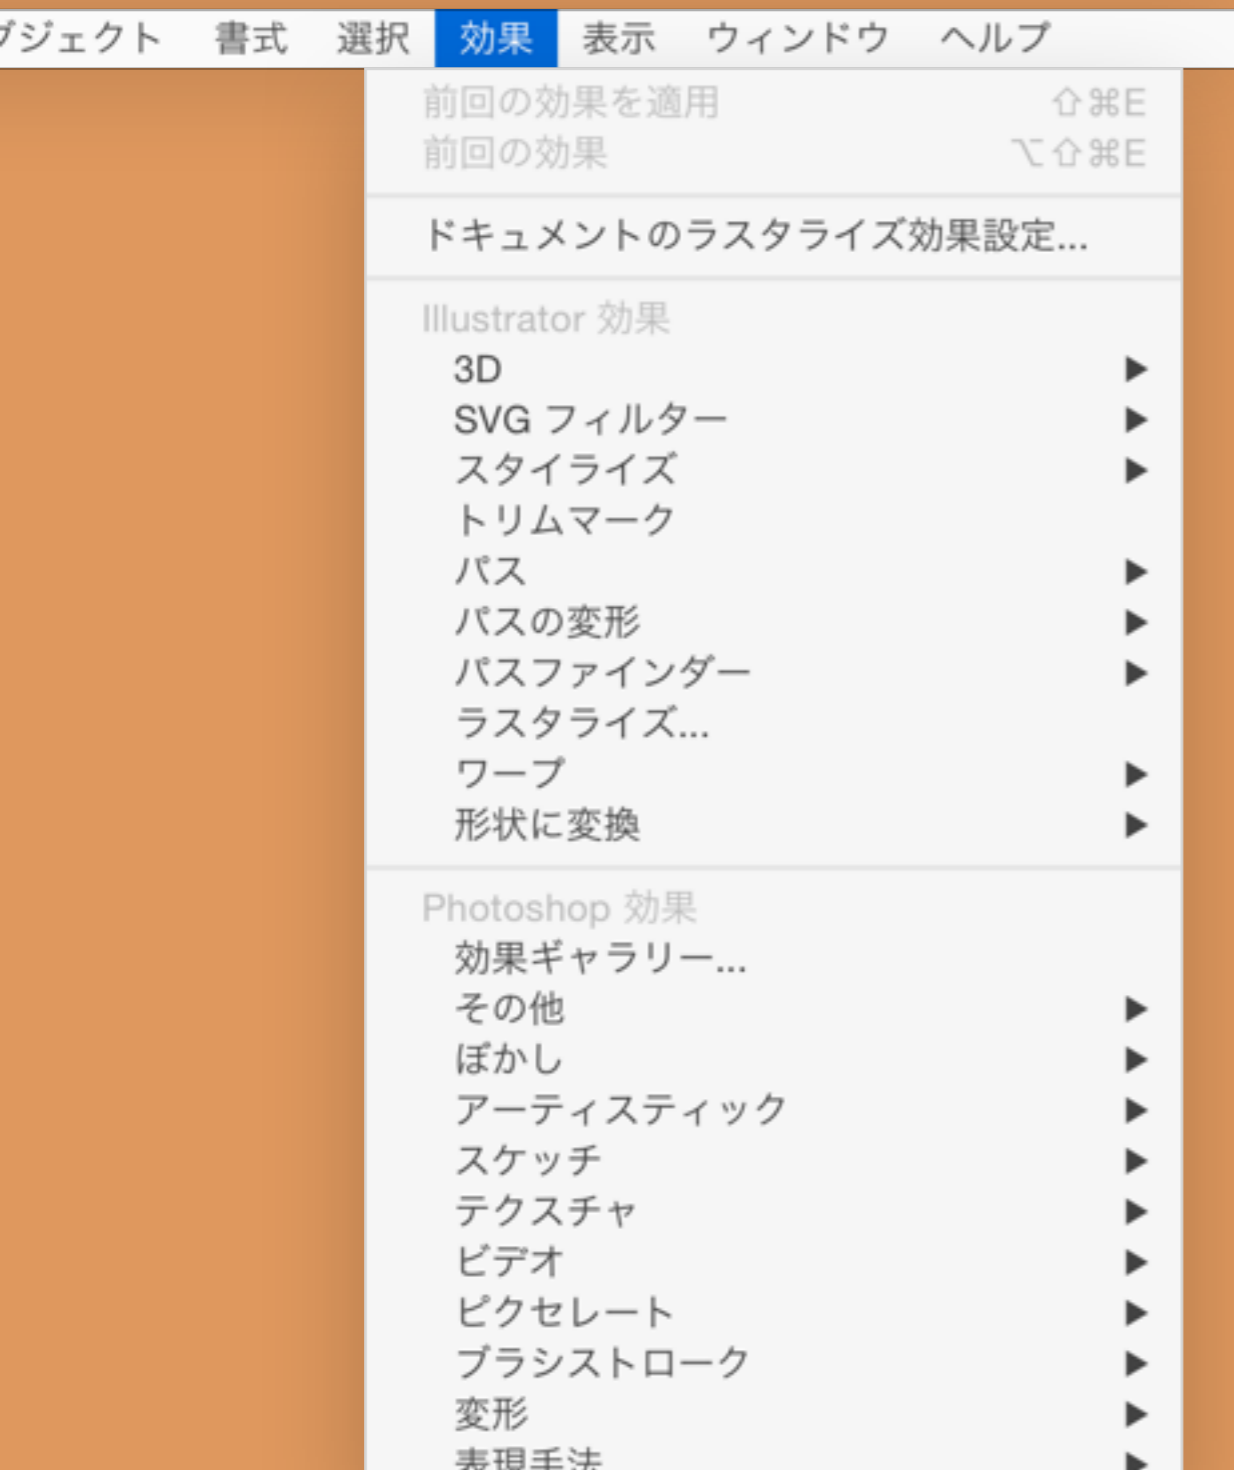 ブジェクト 書式 選択 効果 表示 ウィンドウ ヘルプ
前回の効果を適用 ⇧⌘E
前回の効果 ⌥⇧⌘E
ドキュメントのラスタライズ効果設定...
Illustrator 効果
3D ▶
SVG フィルター ▶
スタイライズ ▶
トリムマーク
パス ▶
パスの変形 ▶
パスファインダー ▶
ラスタライズ...
ワープ ▶
形状に変換 ▶
Photoshop 効果
効果ギャラリー...
その他 ▶
ぼかし ▶
アーティスティック ▶
スケッチ ▶
テクスチャ ▶
ビデオ ▶
ピクセレート ▶
ブラシストローク ▶
変形 ▶
表現手法 ▶